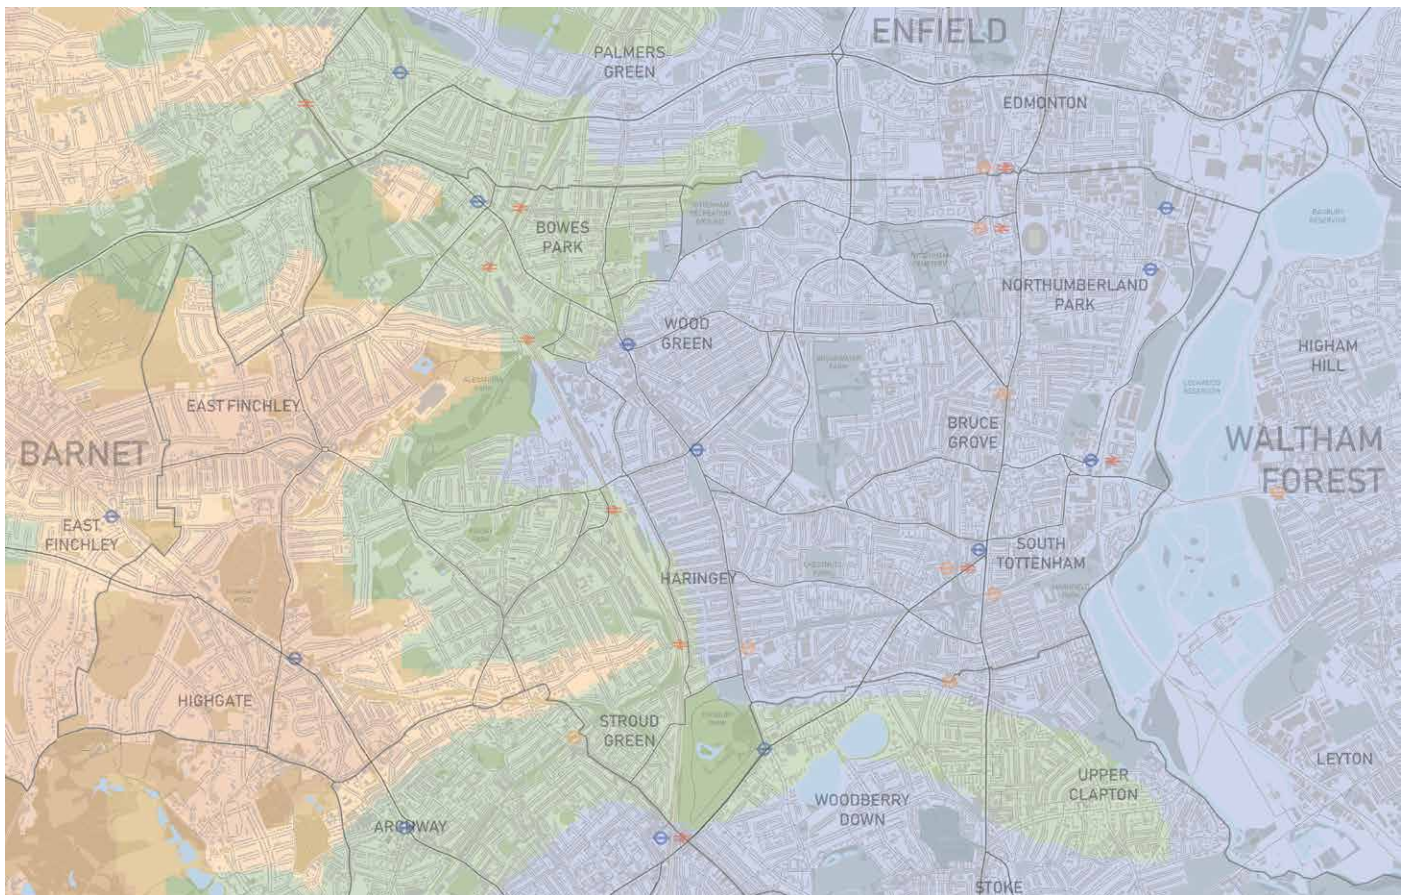 ENFIELD
PALMERS
GREEN
EDMONTON
BOWES
PARK
NORTHUMBERLAND
PARK
WOOD
GREEN
HIGHAM
HILL
EAST FINCHLEY
BRUCE
GROVE
BARNET
WALTHAM
FOREST
EAST
FINCHLEY
SOUTH
TOTTENHAM
HARINGEY
HIGHGATE
STROUD
GREEN
LEYTON
UPPER
CLAPTON
WOODBERRY
DOWN
ARCHWAY
STOKE